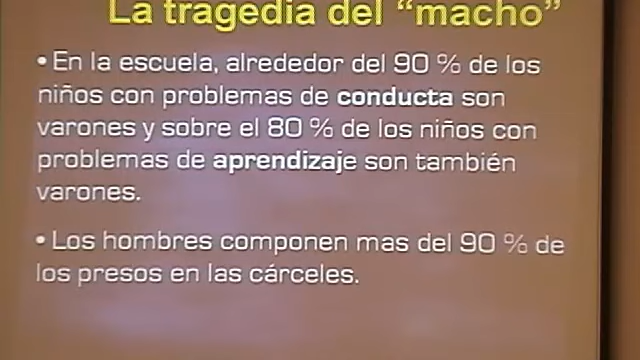 La tragedia del “macho”
• En la escuela, alrededor del 90 % de los
niños con problemas de conducta son
varones y sobre el 80 % de los niños con
problemas de aprendizaje son también
varones.
• Los hombres componen mas del 90 % de
los presos en las cárceles.